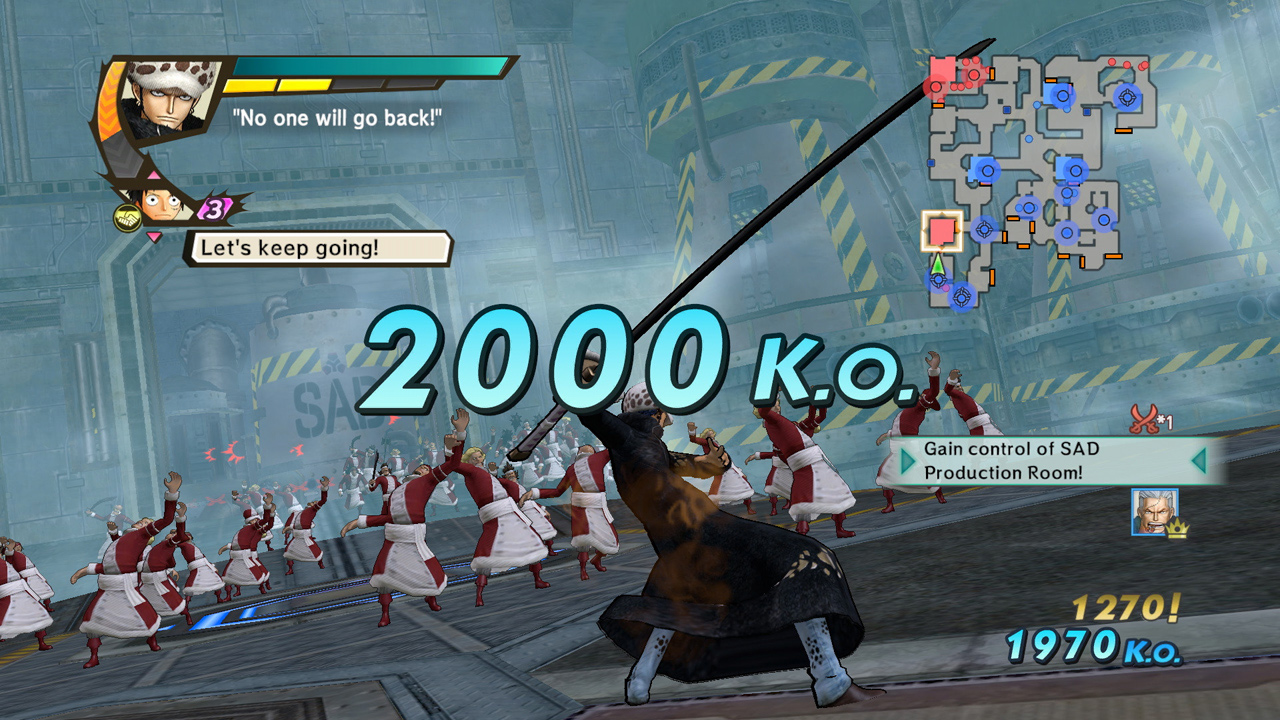 "No one will go back!"
3
Let's keep going!
2000 K.O.
SAD
*1
Gain control of SAD
Production Room!
1270!
1970 K.O.